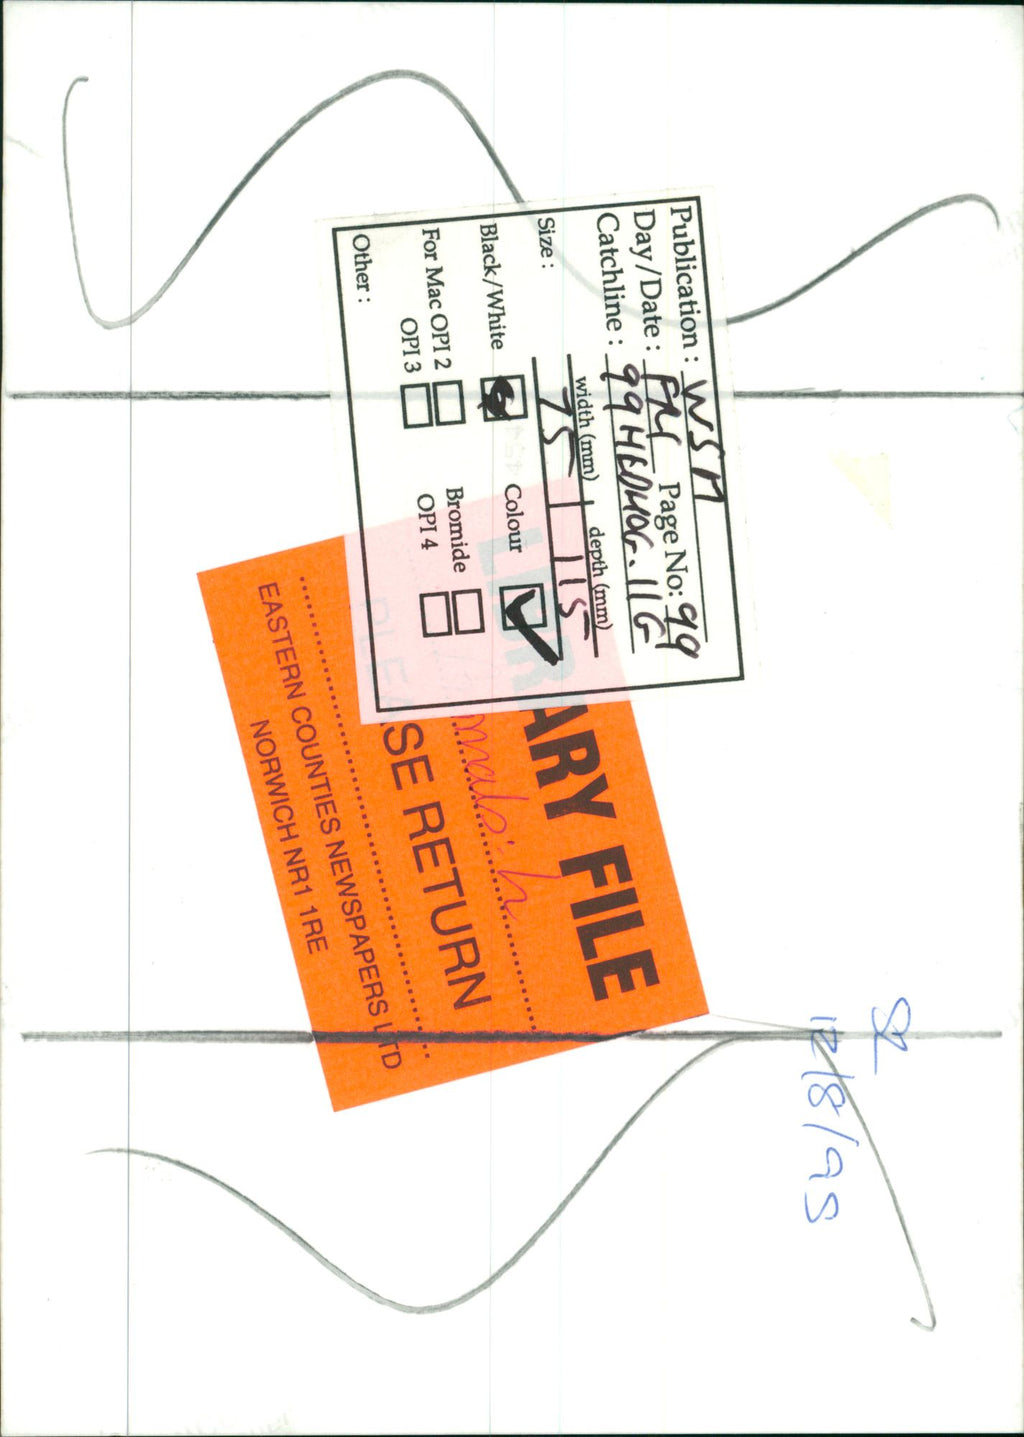 Publication : WSM
Day/Date : FRI Page No: 99
Catchline : 99HEDHOG.11G
width (mm) depth (mm)
Size : 75 115
Black/White Colour
For Mac OPI 2 Bromide
OPI 3 OPI 4
Other :
LIBRARY FILE
PLEASE RETURN
EASTERN COUNTIES NEWSPAPERS LTD
NORWICH NR1 1RE
12/8/95